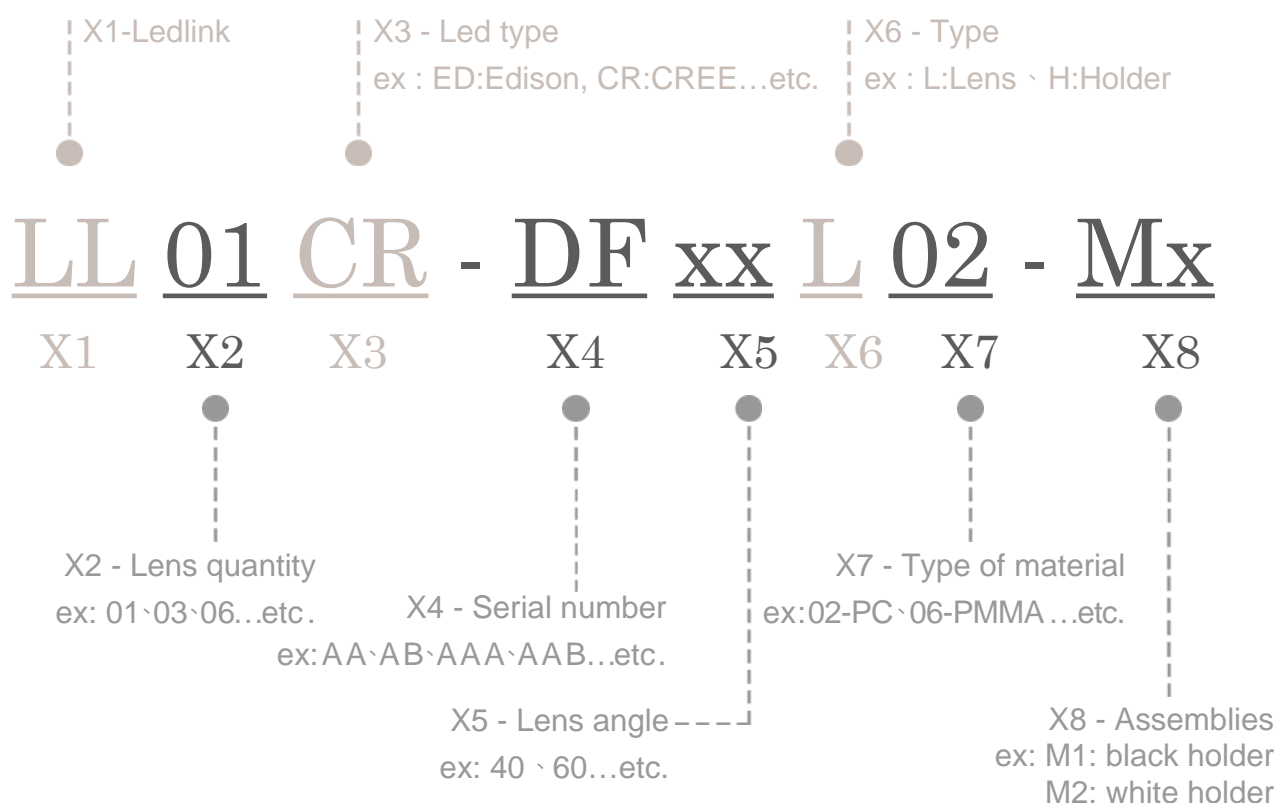 X1-Ledlink
X3 - Led type
ex : ED:Edison, CR:CREE…etc.
X6 - Type
ex : L:Lens、H:Holder
LL 01 CR - DF xx L 02 - Mx
X1 X2 X3 X4 X5 X6 X7 X8
X2 - Lens quantity
ex: 01、03、06…etc.
X4 - Serial number
ex:AA、AB、AAA、AAB…etc.
X5 - Lens angle
ex: 40、60…etc.
X7 - Type of material
ex:02-PC、06-PMMA…etc.
X8 - Assemblies
ex: M1: black holder
M2: white holder